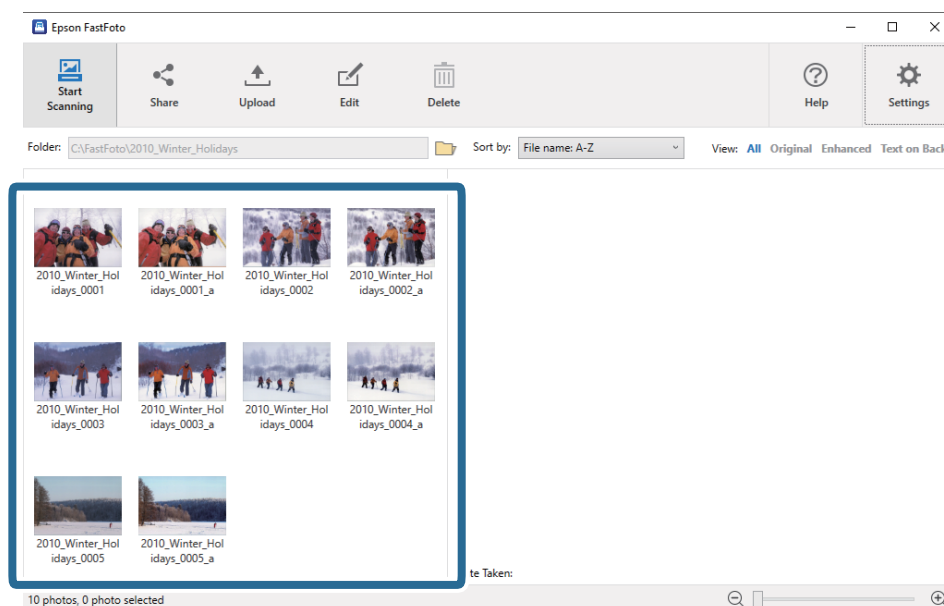 Epson FastFoto
Start
Scanning
Share
Upload
Edit
Delete
Help
Settings
Folder: C:\FastFoto\2010_Winter_Holidays
Sort by: File name: A-Z
View: All Original Enhanced Text on Back
2010_Winter_Hol
idays_0001
2010_Winter_Hol
idays_0001_a
2010_Winter_Hol
idays_0002
2010_Winter_Hol
idays_0002_a
2010_Winter_Hol
idays_0003
2010_Winter_Hol
idays_0003_a
2010_Winter_Hol
idays_0004
2010_Winter_Hol
idays_0004_a
2010_Winter_Hol
idays_0005
2010_Winter_Hol
idays_0005_a
te Taken:
10 photos, 0 photo selected